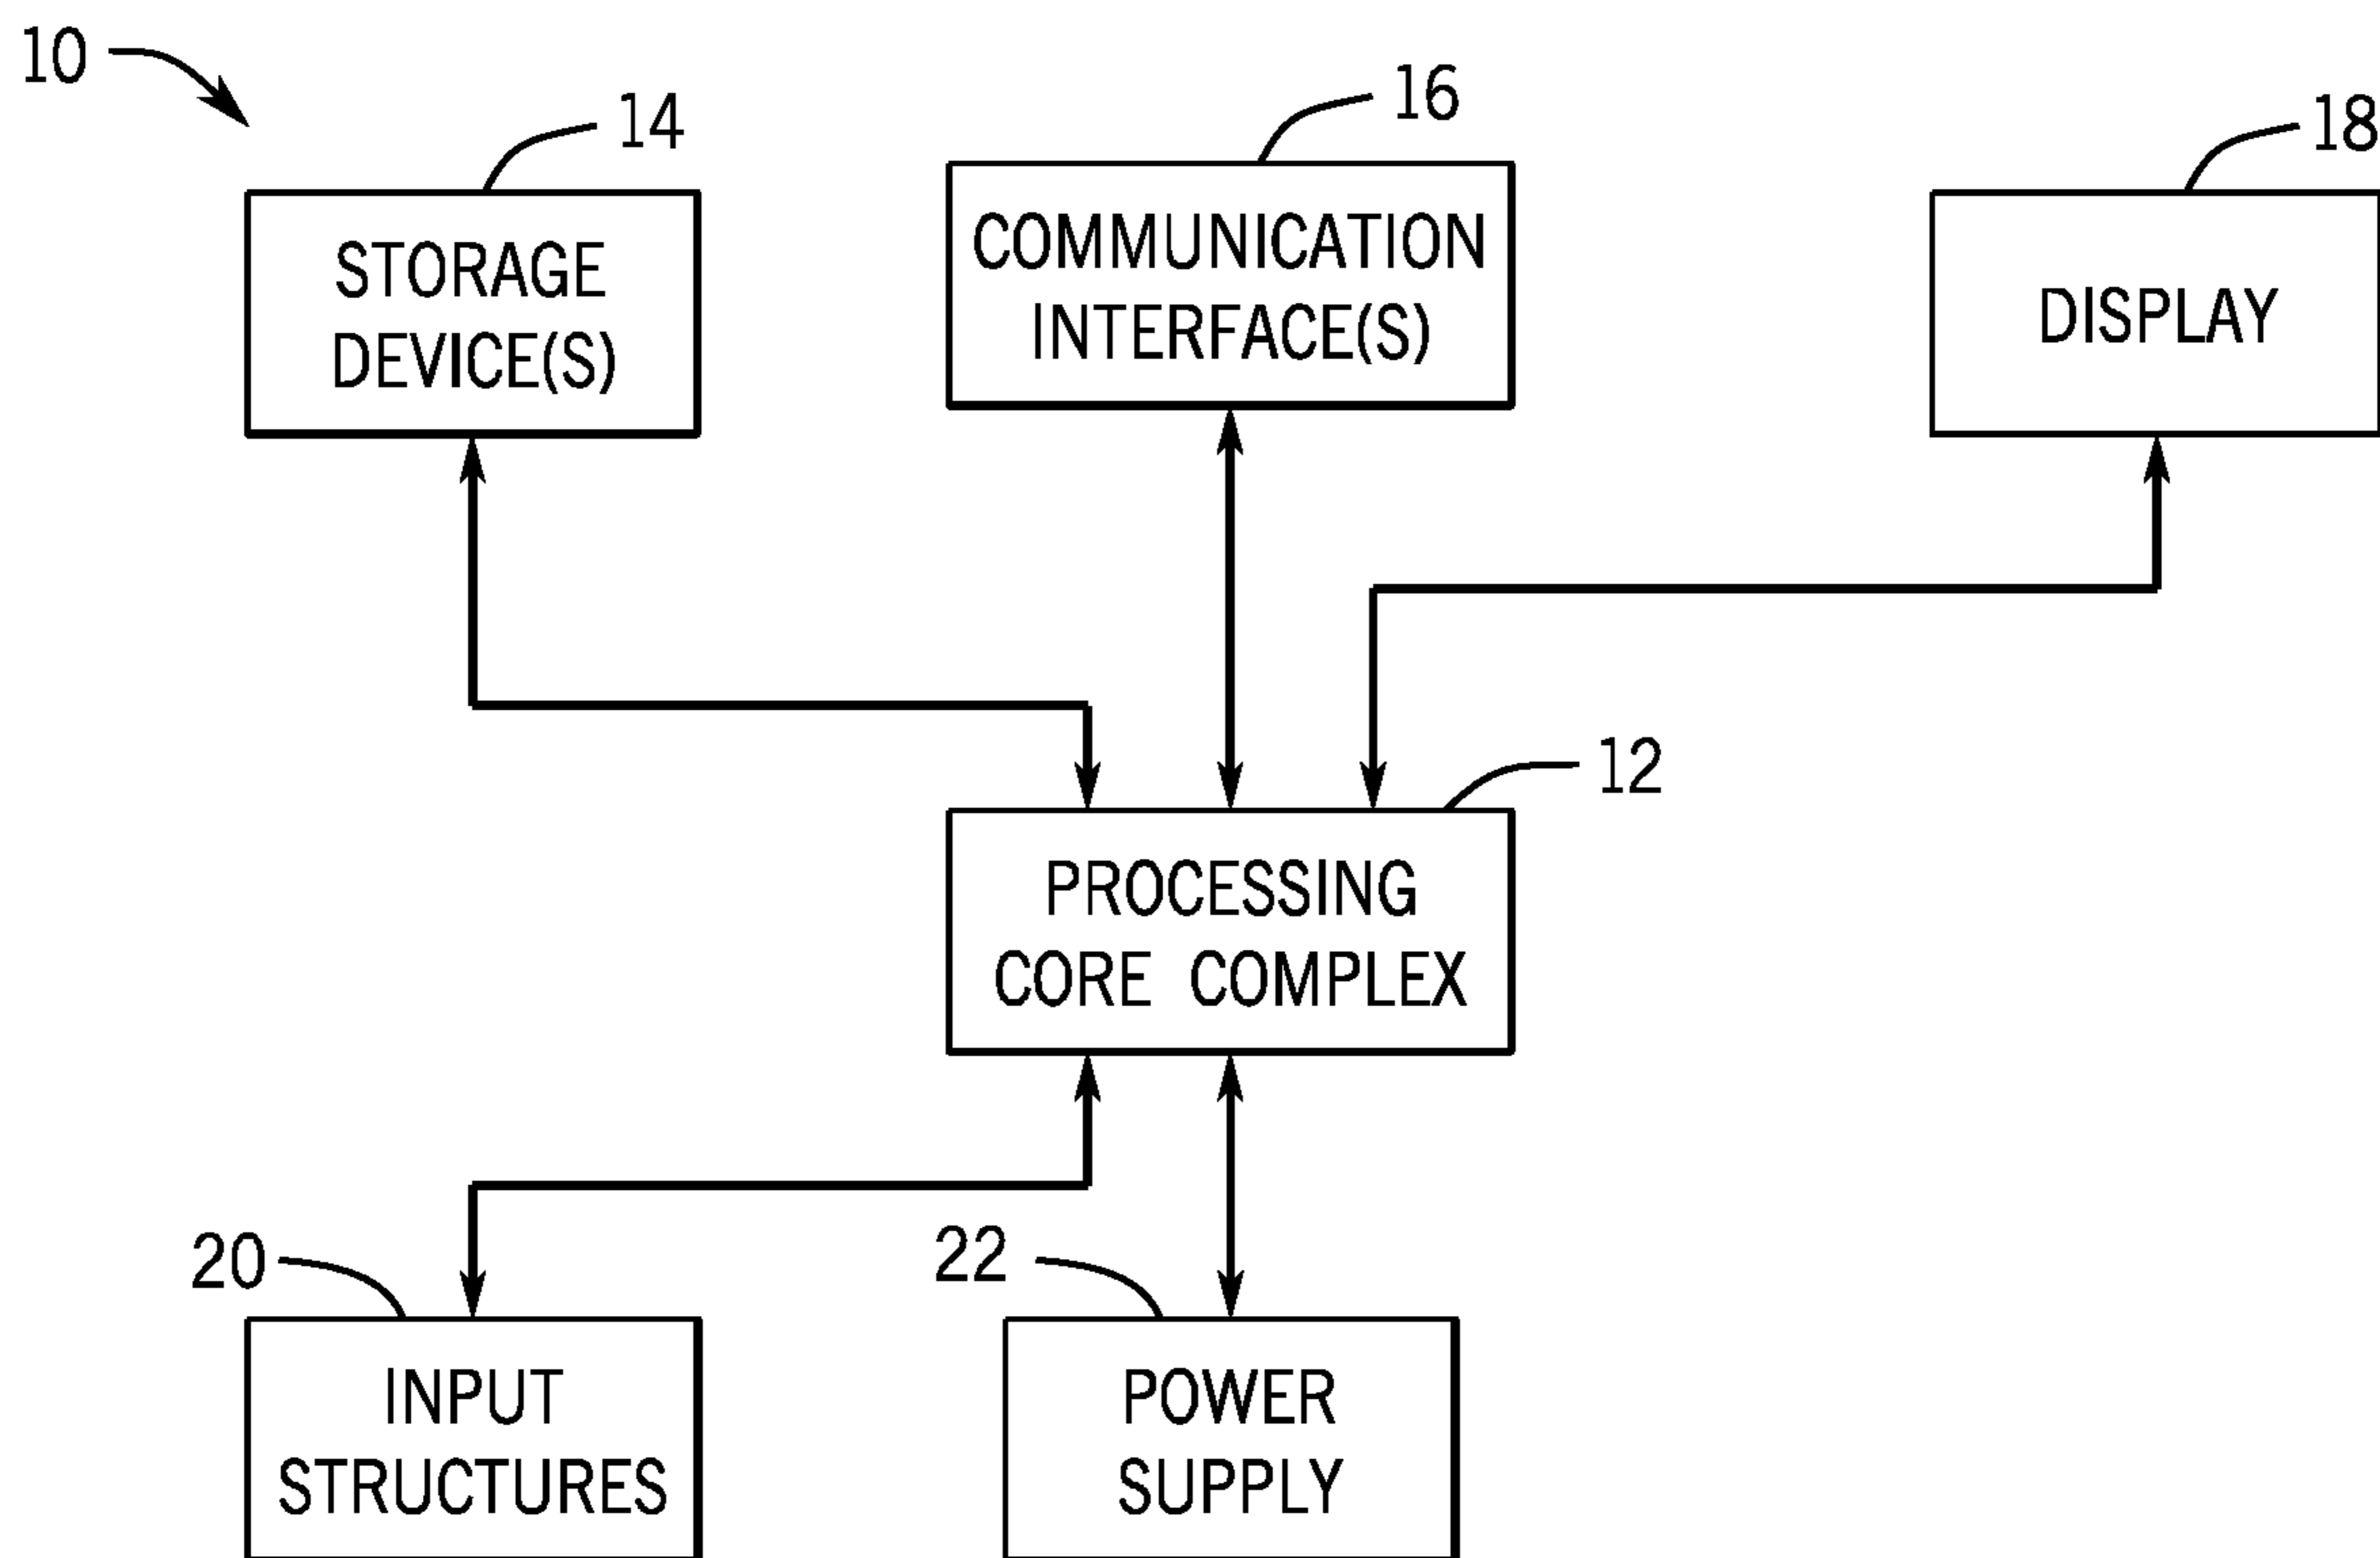 10
14
16
18
STORAGE
DEVICE(S)
COMMUNICATION
INTERFACE(S)
DISPLAY
12
PROCESSING
CORE COMPLEX
20
22
INPUT
STRUCTURES
POWER
SUPPLY